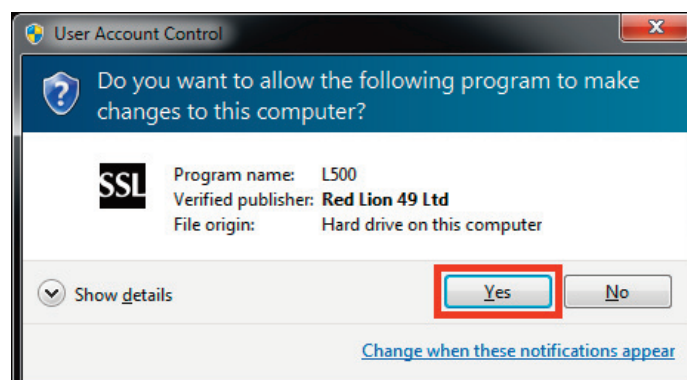 User Account Control
Do you want to allow the following program to make
changes to this computer?
SSL
Program name: L500
Verified publisher: Red Lion 49 Ltd
File origin: Hard drive on this computer
Show details
Yes
No
Change when these notifications appear